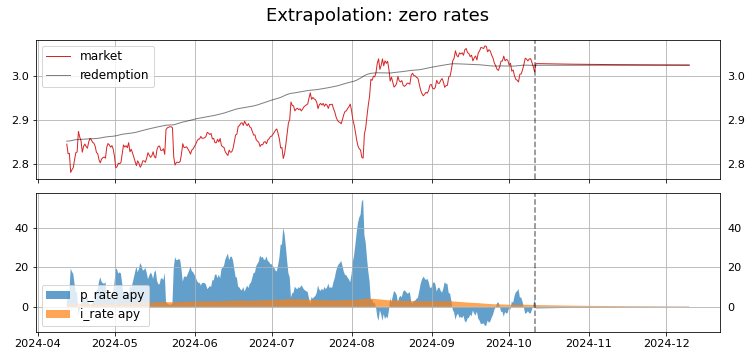 Extrapolation: zero rates
market
redemption
3.0 3.0
2.9 2.9
2.8 2.8
40 40
20 20
0 0
p_rate apy
i_rate apy
2024-04 2024-05 2024-06 2024-07 2024-08 2024-09 2024-10 2024-11 2024-12